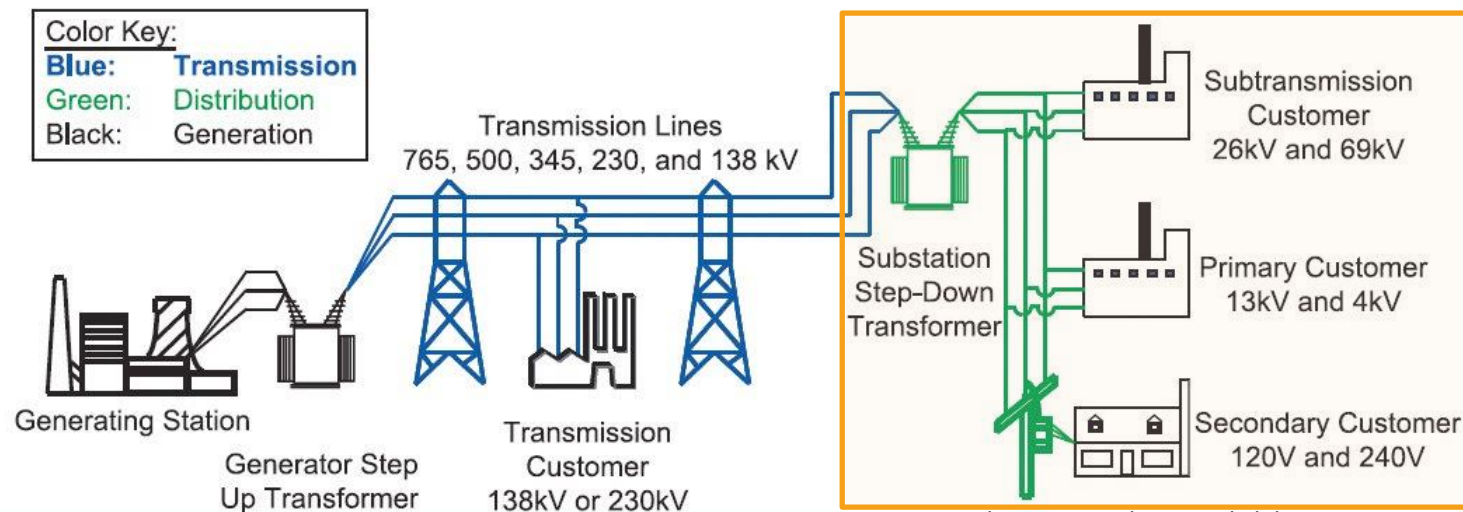 Color Key:
Blue: Transmission
Green: Distribution
Black: Generation
Transmission Lines
765, 500, 345, 230, and 138 kV
Generating Station
Generator Step
Up Transformer
Transmission
Customer
138kV or 230kV
Substation
Step-Down
Transformer
Subtransmission
Customer
26kV and 69kV
Primary Customer
13kV and 4kV
Secondary Customer
120V and 240V